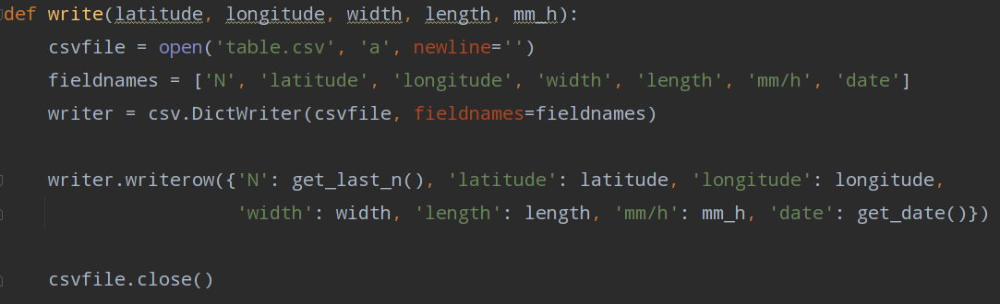 def write(latitude, longitude, width, length, mm_h):
    csvfile = open('table.csv', 'a', newline='')
    fieldnames = ['N', 'latitude', 'longitude', 'width', 'length', 'mm/h', 'date']
    writer = csv.DictWriter(csvfile, fieldnames=fieldnames)

    writer.writerow({'N': get_last_n(), 'latitude': latitude, 'longitude': longitude,
                     'width': width, 'length': length, 'mm/h': mm_h, 'date': get_date()})

    csvfile.close()